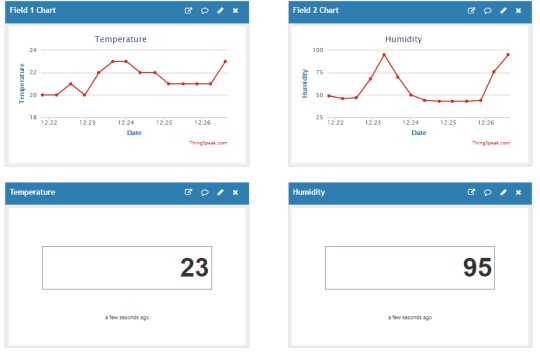 Field 1 Chart
Temperature
24
22
20
18
Temperature
12:22
12:23
12:24
12:25
12:26
Date
ThingSpeak.com
Field 2 Chart
Humidity
100
75
50
25
Humidity
12:22
12:23
12:24
12:25
12:26
Date
ThingSpeak.com
Temperature
23
a few seconds ago
Humidity
95
a few seconds ago